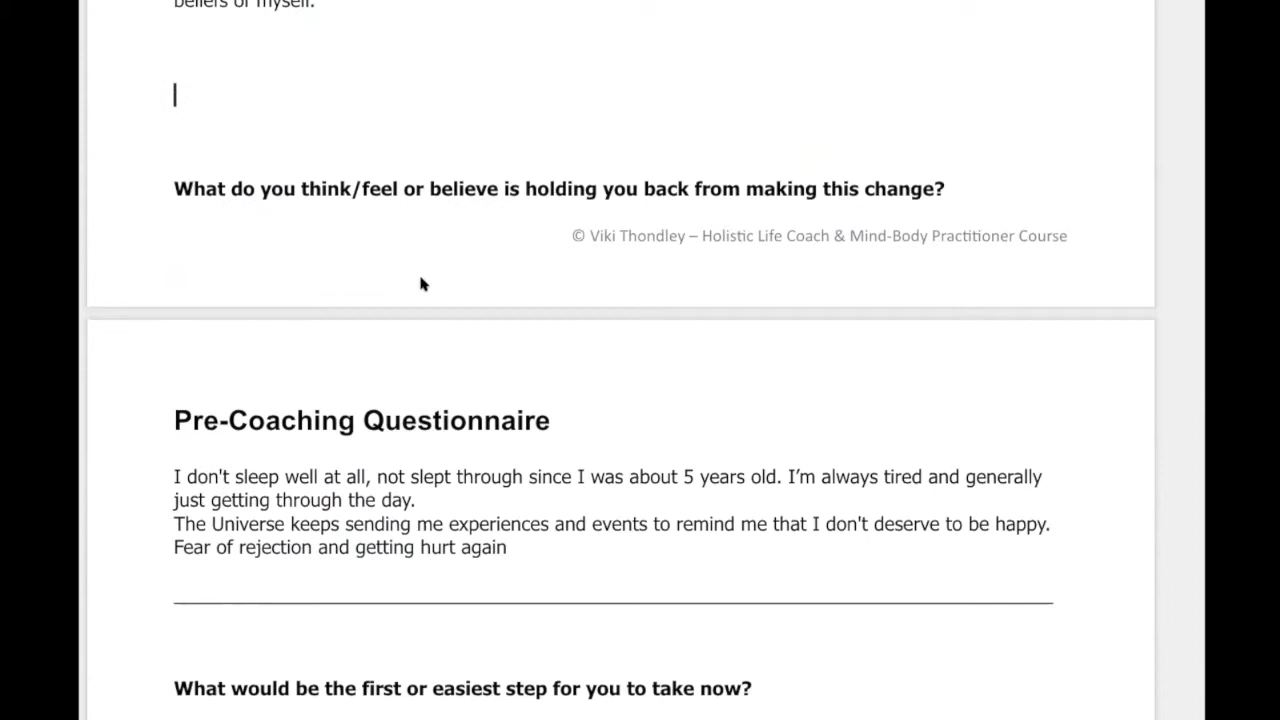 beliefs of myself.
What do you think/feel or believe is holding you back from making this change?
© Viki Thondley – Holistic Life Coach & Mind-Body Practitioner Course
Pre-Coaching Questionnaire
I don't sleep well at all, not slept through since I was about 5 years old. I’m always tired and generally
just getting through the day.
The Universe keeps sending me experiences and events to remind me that I don't deserve to be happy.
Fear of rejection and getting hurt again
What would be the first or easiest step for you to take now?